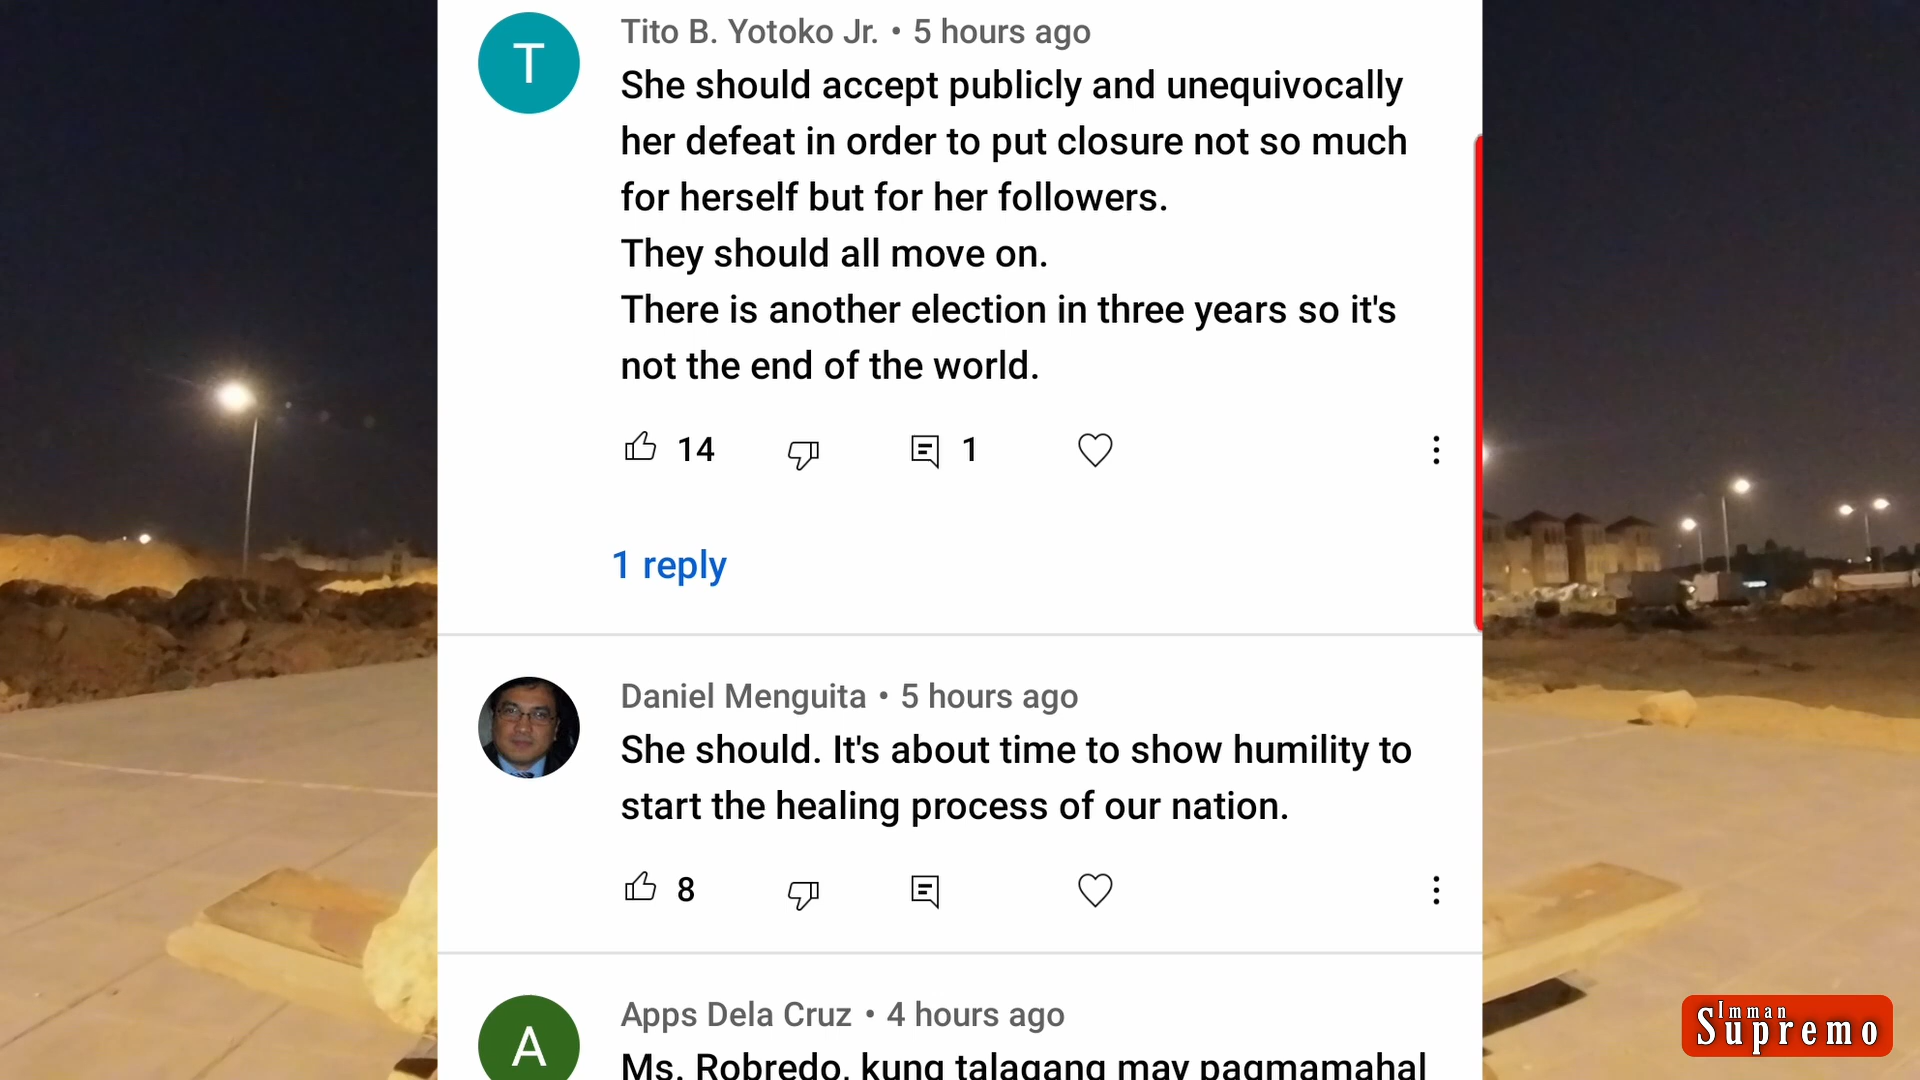 T
Tito B. Yotoko Jr. • 5 hours ago
She should accept publicly and unequivocally
her defeat in order to put closure not so much
for herself but for her followers.
They should all move on.
There is another election in three years so it's
not the end of the world.
14
1
1 reply
Daniel Menguita • 5 hours ago
She should. It's about time to show humility to
start the healing process of our nation.
8
A
Apps Dela Cruz • 4 hours ago
Ms. Robredo, kung talagang may pagmamahal
Imman
Supremo